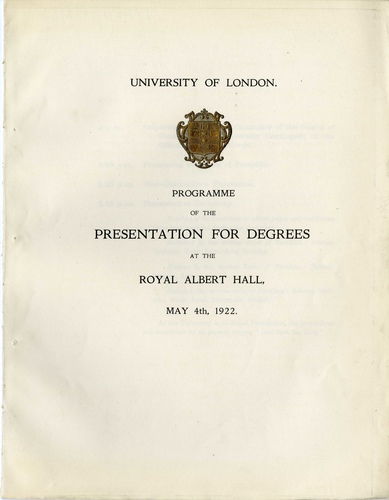 UNIVERSITY OF LONDON.
PROGRAMME
OF THE
PRESENTATION FOR DEGREES
AT THE
ROYAL ALBERT HALL,
MAY 4th, 1922.